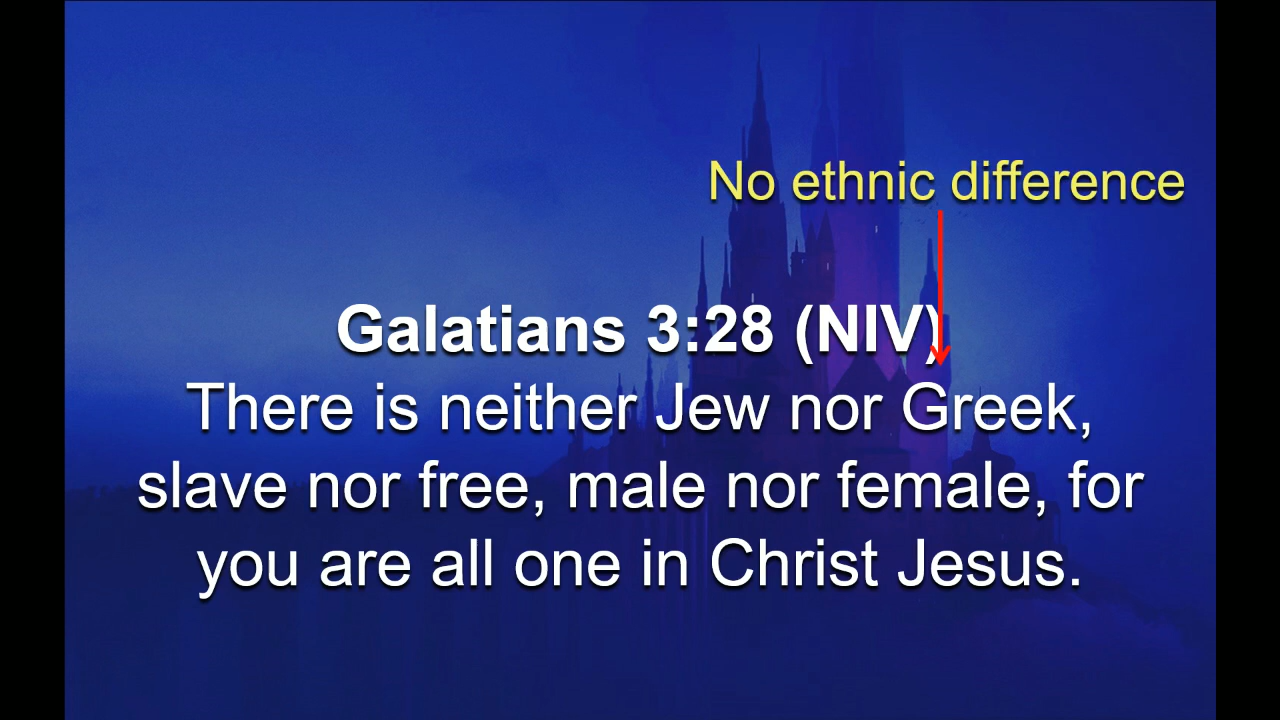 No ethnic difference
Galatians 3:28 (NIV)
There is neither Jew nor Greek,
slave nor free, male nor female, for
you are all one in Christ Jesus.